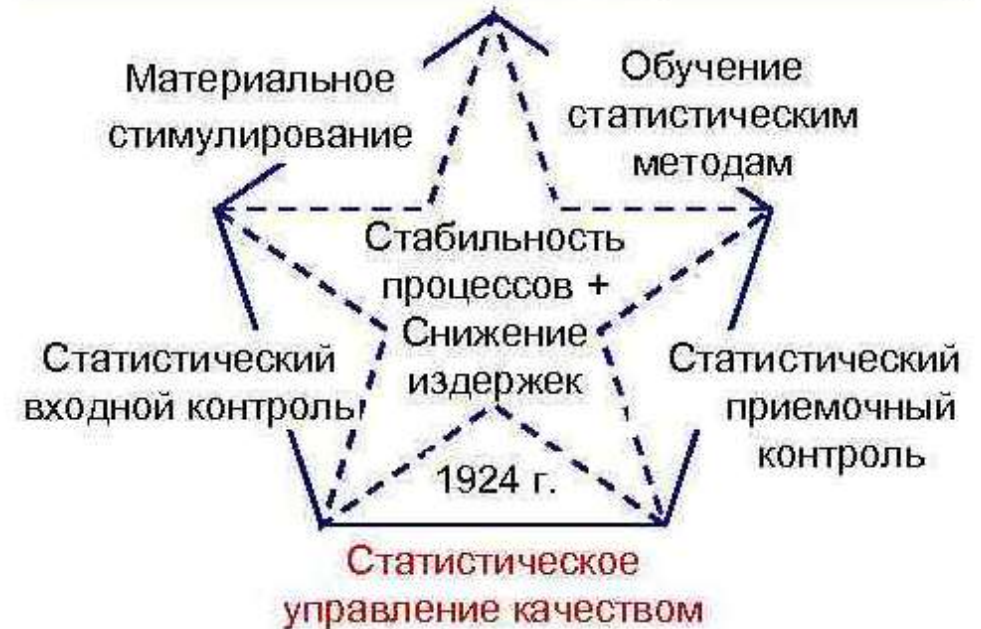 Материальное
стимулирование
Обучение
статистическим
методам
Стабильность
процессов +
Снижение
издержек
Статистический
входной контроль
Статистический
приемочный
контроль
1924 г.
Статистическое
управление качеством